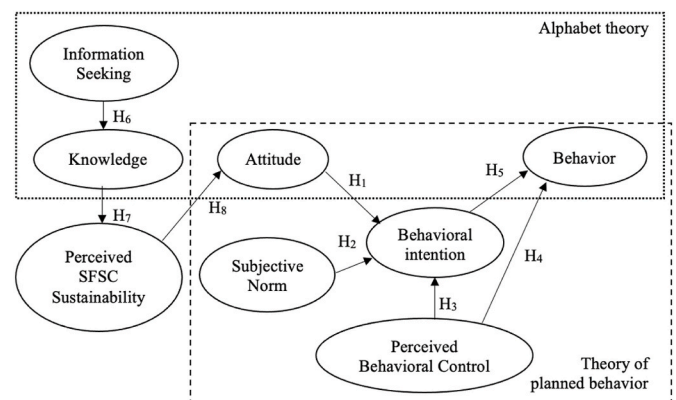 Alphabet theory
Information
Seeking
H6
Knowledge
Attitude
Behavior
H5
H1
H7
H8
Behavioral
intention
H2
Perceived
SFSC
Sustainability
Subjective
Norm
H4
H3
Perceived
Behavioral Control
Theory of
planned behavior